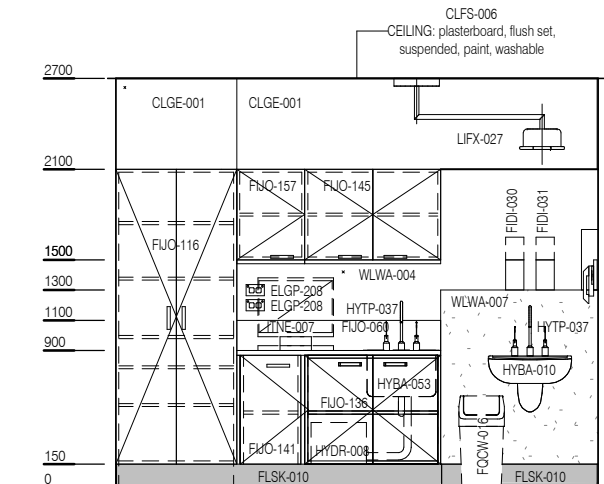 CLFS-006
CEILING: plasterboard, flush set,
suspended, paint, washable
2700
CLGE-001
CLGE-001
LIFX-027
2100
FIJO-157
FIJO-145
FIDI-030
FIDI-031
FIJO-116
1500
WLWA-004
1300
ELGP-208
WLWA-007
ELGP-208
HYTP-037
1100
ITNE-007
FIJO-060
HYTP-037
900
HYBA-010
HYBA-053
FIJO-136
FQCW-016
FIJO-141
HYDR-008
150
0
FLSK-010
FLSK-010